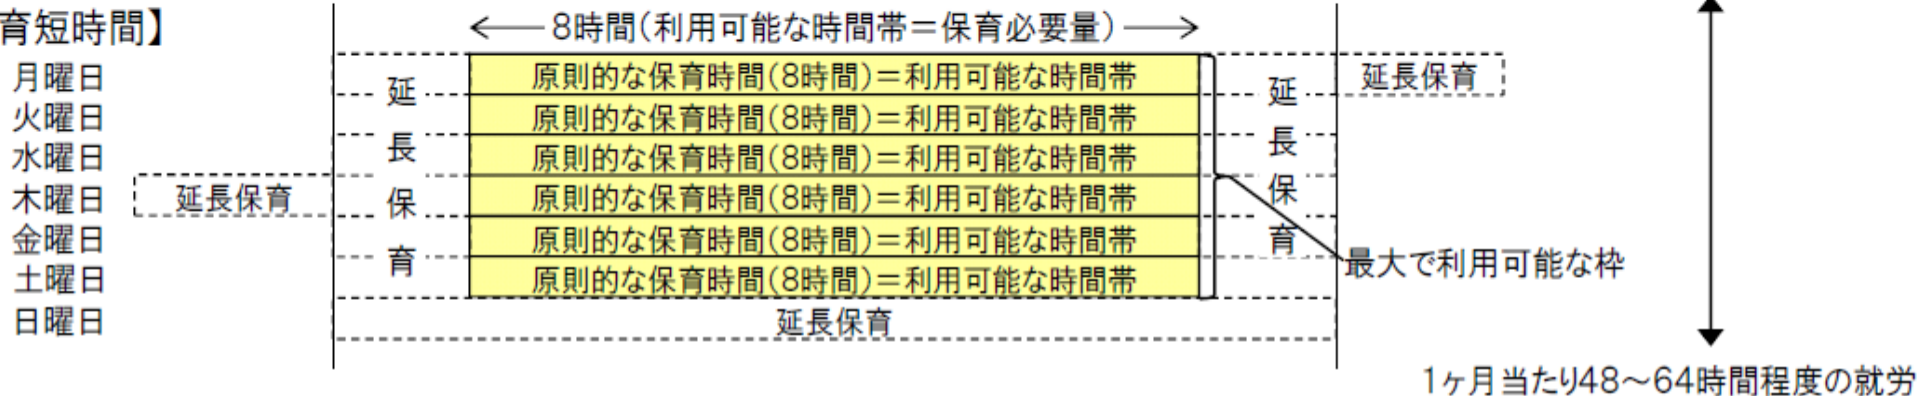 育短時間】
8時間(利用可能な時間帯=保育必要量)
月曜日 原則的な保育時間(8時間)=利用可能な時間帯 延長保育
火曜日 原則的な保育時間(8時間)=利用可能な時間帯
水曜日 原則的な保育時間(8時間)=利用可能な時間帯
木曜日 延長保育 原則的な保育時間(8時間)=利用可能な時間帯
金曜日 原則的な保育時間(8時間)=利用可能な時間帯
土曜日 原則的な保育時間(8時間)=利用可能な時間帯
日曜日 延長保育
延長保育
延長保育
最大で利用可能な枠
1ヶ月当たり48~64時間程度の就労